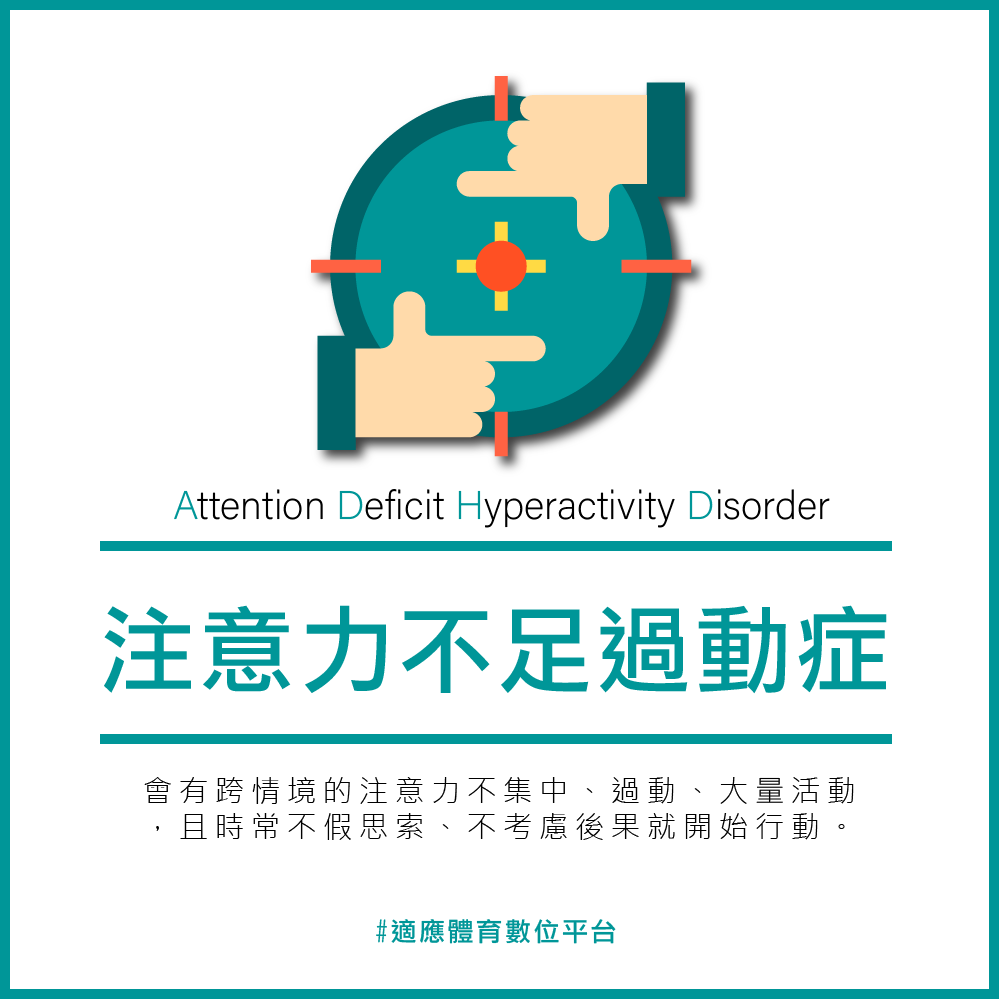 Attention Deficit Hyperactivity Disorder
注意力不足過動症
會有跨情境的注意力不集中、過動、大量活動
，且時常不假思索、不考慮後果就開始行動。
#適應體育數位平台